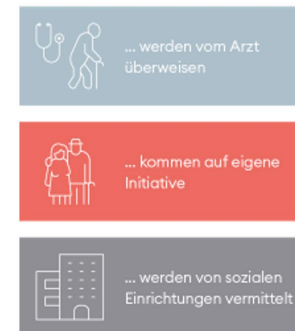 ... werden vom Arzt
überweisen
... kommen auf eigene
Initiative
... werden von sozialen
Einrichtungen vermittelt